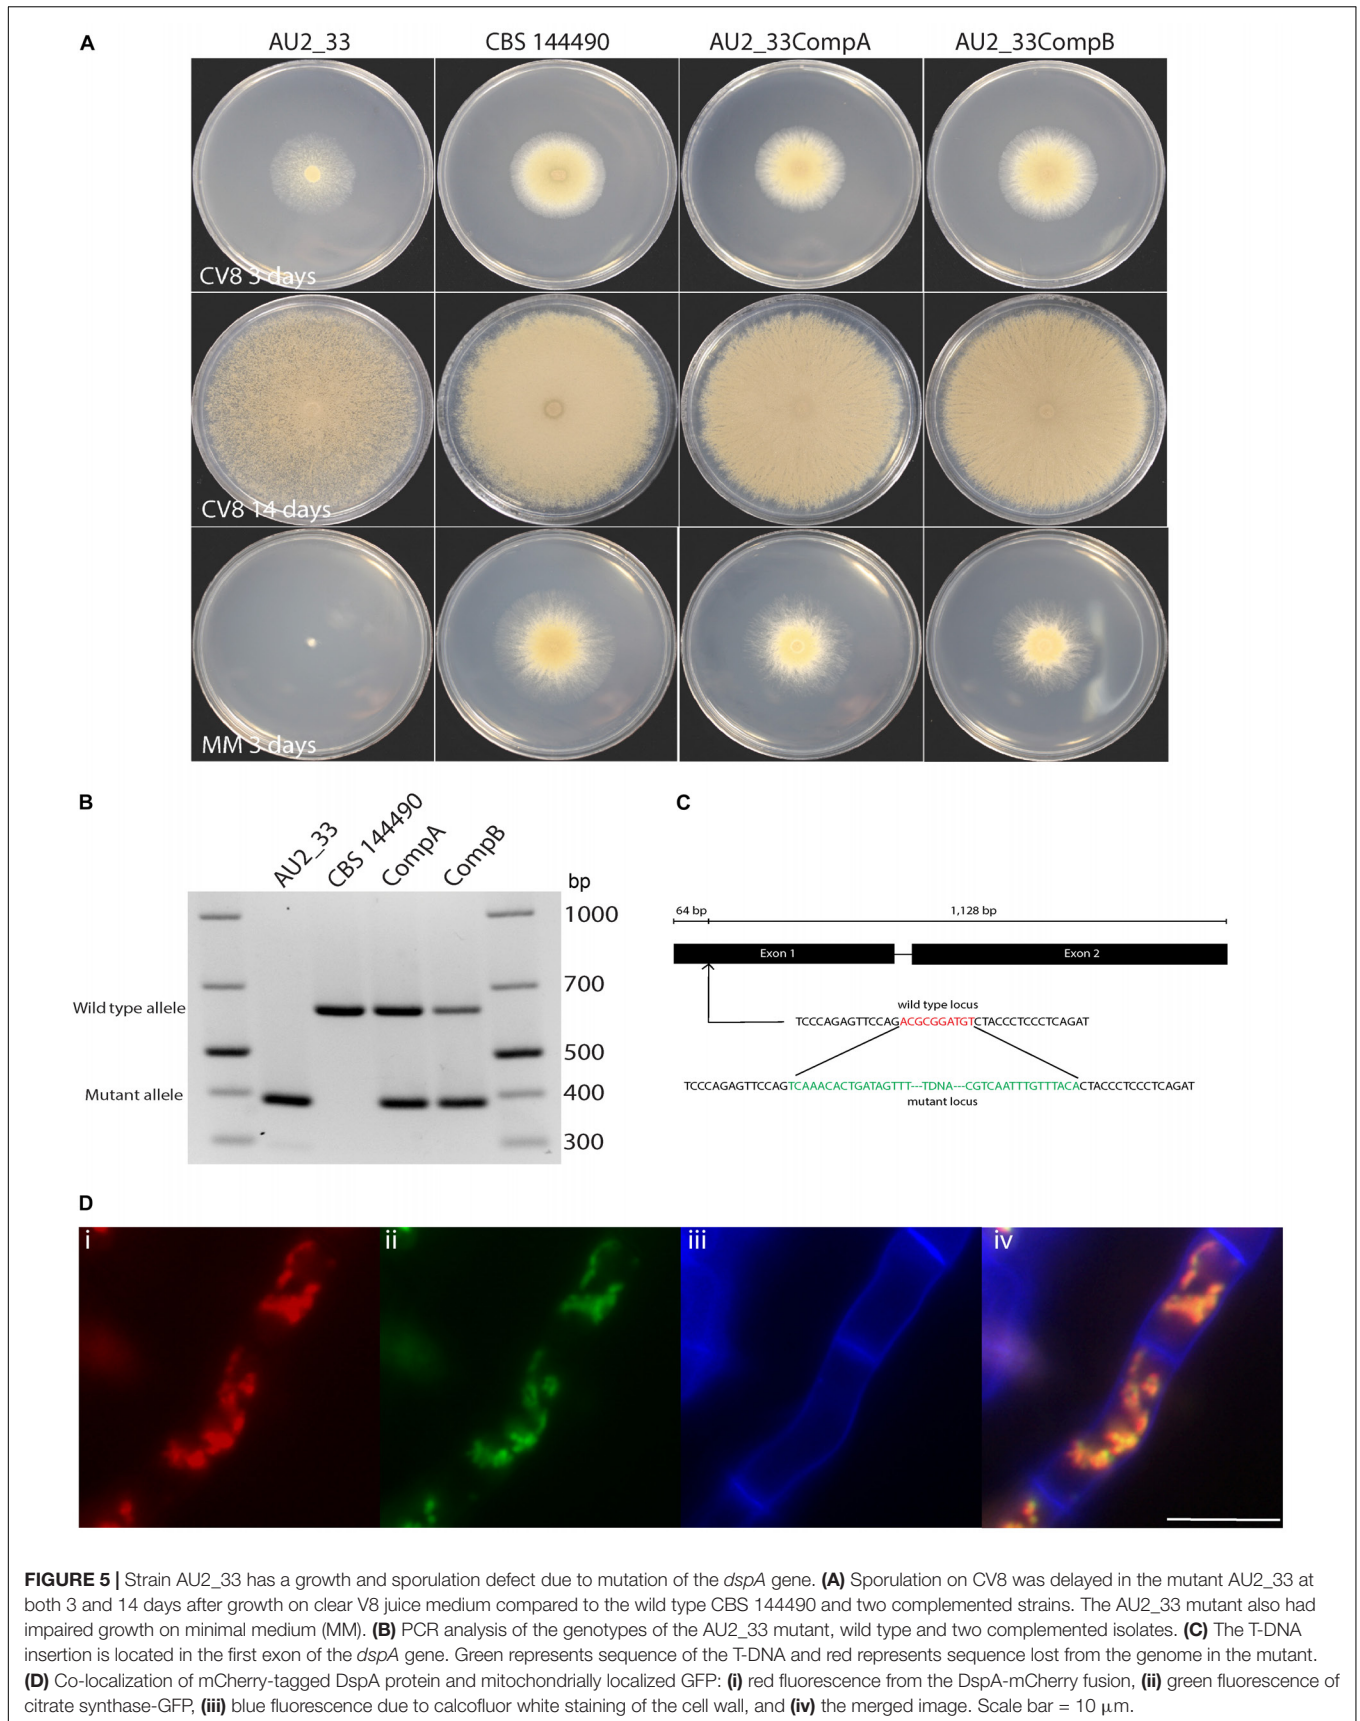 A
AU2_33 CBS 144490 AU2_33CompA AU2_33CompB
CV8 3 days
CV8 14 days
MM 3 days
B
AU2_33
CBS 144490
CompA
CompB
bp
1000
700
Wild type allele
500
400
Mutant allele
300
C
64 bp 1,128 bp
Exon 1 Exon 2
wild type locus
TCCCAGAGTTCCAGACGCGGATGTCTACCCTCCCTCAGAT
TCCCAGAGTTCCAGTCAAACACTGATAGTTT---TDNA---CGTCAATTTGTTTACACTACCCTCCCTCAGAT
mutant locus
D
i ii iii iv
FIGURE 5 | Strain AU2_33 has a growth and sporulation defect due to mutation of the dspA gene. (A) Sporulation on CV8 was delayed in the mutant AU2_33 at
both 3 and 14 days after growth on clear V8 juice medium compared to the wild type CBS 144490 and two complemented strains. The AU2_33 mutant also had
impaired growth on minimal medium (MM). (B) PCR analysis of the genotypes of the AU2_33 mutant, wild type and two complemented isolates. (C) The T-DNA
insertion is located in the first exon of the dspA gene. Green represents sequence of the T-DNA and red represents sequence lost from the genome in the mutant.
(D) Co-localization of mCherry-tagged DspA protein and mitochondrially localized GFP: (i) red fluorescence from the DspA-mCherry fusion, (ii) green fluorescence of
citrate synthase-GFP, (iii) blue fluorescence due to calcofluor white staining of the cell wall, and (iv) the merged image. Scale bar = 10 μm.